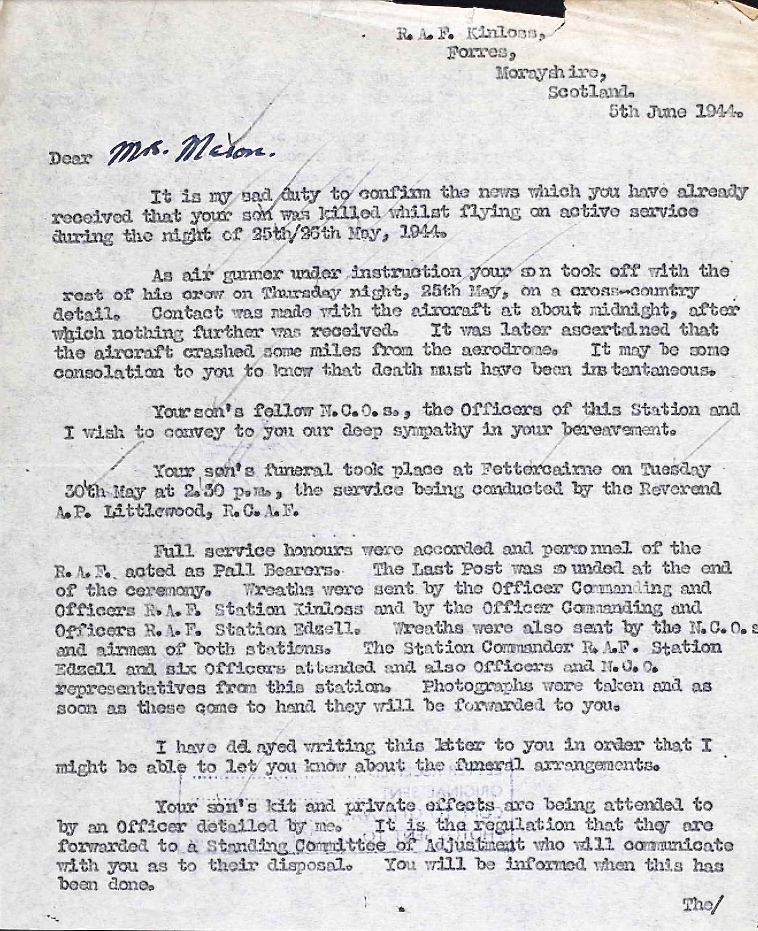 R.A.F. Kinloss,
Forres,
Morayshire,
Scotland.
5th June 1944.
Dear Mr. Mason.
It is my sad duty to confirm the news which you have already
received that your son was killed whilst flying on active service
during the night of 25th/26th May, 1944.
As air gunner under instruction your son took off with the
rest of his crew on Thursday night, 25th May, on a cross-country
detail. Contact was made with the aircraft at about midnight, after
which nothing further was received. It was later ascertained that
the aircraft crashed some miles from the aerodrome. It may be some
consolation to you to know that death must have been instantaneous.
Your son's fellow N.C.O.s., the Officers of this Station and
I wish to convey to you our deep sympathy in your bereavement.
Your son's funeral took place at Fettercairne on Tuesday
30th May at 2.30 p.m., the service being conducted by the Reverend
A.P. Littlewood, R.C.A.F.
Full service honours were accorded and personnel of the
R.A.F. acted as Pall Bearers. The Last Post was sounded at the end
of the ceremony. Wreaths were sent by the Officer Commanding and
Officers R.A.F. Station Kinloss and by the Officer Commanding and
Officers R.A.F. Station Edzell. Wreaths were also sent by the N.C.O.s
and airmen of both stations. The Station Commander R.A.F. Station
Edzell and six Officers attended and also Officers and N.C.O.
representatives from this station. Photographs were taken and as
soon as these come to hand they will be forwarded to you.
I have delayed writing this letter to you in order that I
might be able to let you know about the funeral arrangements.
Your son's kit and private effects are being attended to
by an Officer detailed by me. It is the regulation that they are
forwarded to a Standing Committee of Adjustment who will communicate
with you as to their disposal. You will be informed when this has
been done.
The/